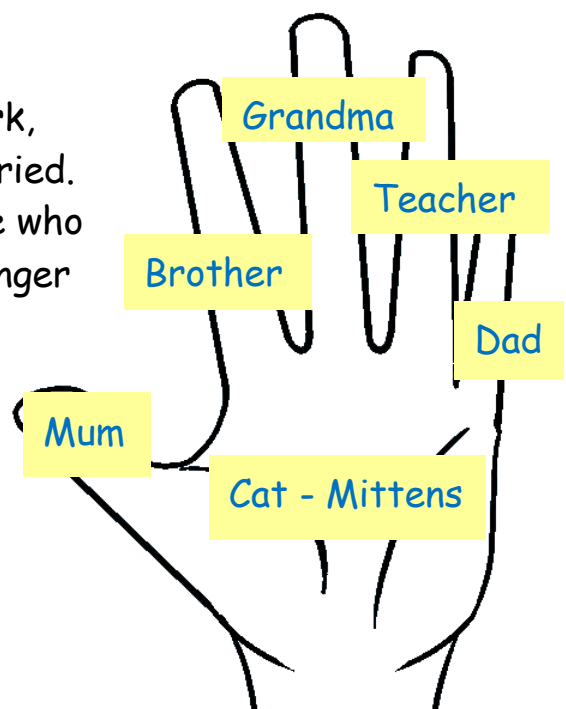 rk,
ried.
e who
nger
Grandma
Teacher
Brother
Dad
Mum
Cat - Mittens